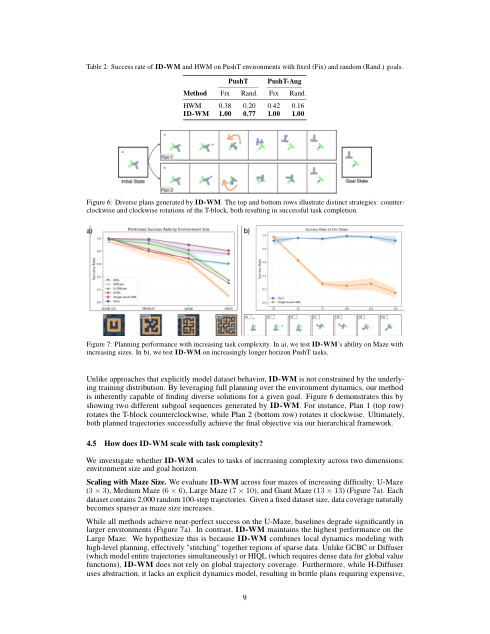 Table 2: Success rate of ID-WM and HWM on PushT environments with fixed (Fix) and random (Rand.) goals.
PushT PushT-Aug
Method Fix Rand. Fix Rand.
HWM 0.38 0.20 0.42 0.16
ID-WM 1.00 0.77 1.00 1.00
Plan 1
Initial State
Goal State
Plan 2
Figure 6: Diverse plans generated by ID-WM. The top and bottom rows illustrate distinct strategies: counter-
clockwise and clockwise rotations of the T-block, both resulting in successful task completion.
a)
b)
Figure 7: Planning performance with increasing task complexity. In a), we test ID-WM's ability on Maze with
increasing sizes. In b), we test ID-WM on increasingly longer horizon PushT tasks.
Unlike approaches that explicitly model dataset behavior, ID-WM is not constrained by the underly-
ing training distribution. By leveraging full planning over the environment dynamics, our method
is inherently capable of finding diverse solutions for a given goal. Figure 6 demonstrates this by
showing two different subgoal sequences generated by ID-WM. For instance, Plan 1 (top row)
rotates the T-block counterclockwise, while Plan 2 (bottom row) rotates it clockwise. Ultimately,
both planned trajectories successfully achieve the final objective via our hierarchical framework.
4.5 How does ID-WM scale with task complexity?
We investigate whether ID-WM scales to tasks of increasing complexity across two dimensions:
environment size and goal horizon.
Scaling with Maze Size. We evaluate ID-WM across four mazes of increasing difficulty: U-Maze
(3 × 3), Medium Maze (6 × 6), Large Maze (7 × 10), and Giant Maze (13 × 13) (Figure 7a). Each
dataset contains 2,000 random 100-step trajectories. Given a fixed dataset size, data coverage naturally
becomes sparser as maze size increases.
While all methods achieve near-perfect success on the U-Maze, baselines degrade significantly in
larger environments (Figure 7a). In contrast, ID-WM maintains the highest performance on the
Large Maze. We hypothesize this is because ID-WM combines local dynamics modeling with
high-level planning, effectively "stitching" together regions of sparse data. Unlike GCBC or Diffuser
(which model entire trajectories simultaneously) or HIQL (which requires dense data for global value
functions), ID-WM does not rely on global trajectory coverage. Furthermore, while H-Diffuser
uses abstraction, it lacks an explicit dynamics model, resulting in brittle plans requiring expensive,
9